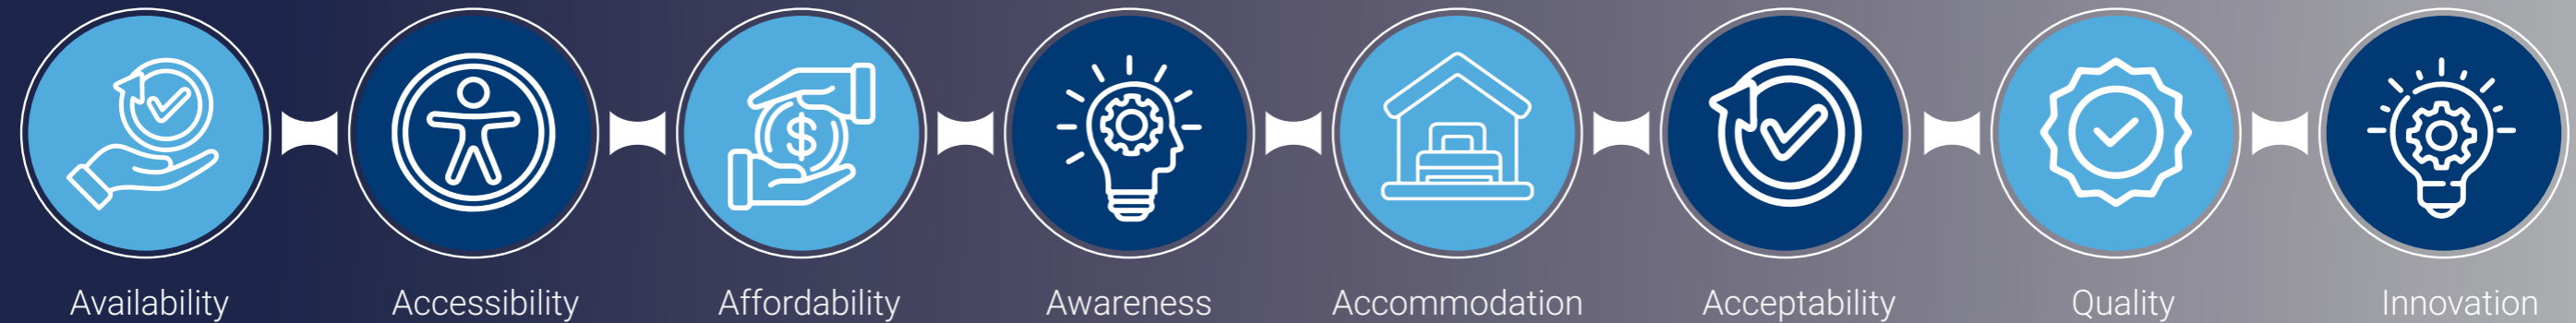 Availability
Accessibility
Affordability
Awareness
Accommodation
Acceptability
Quality
Innovation